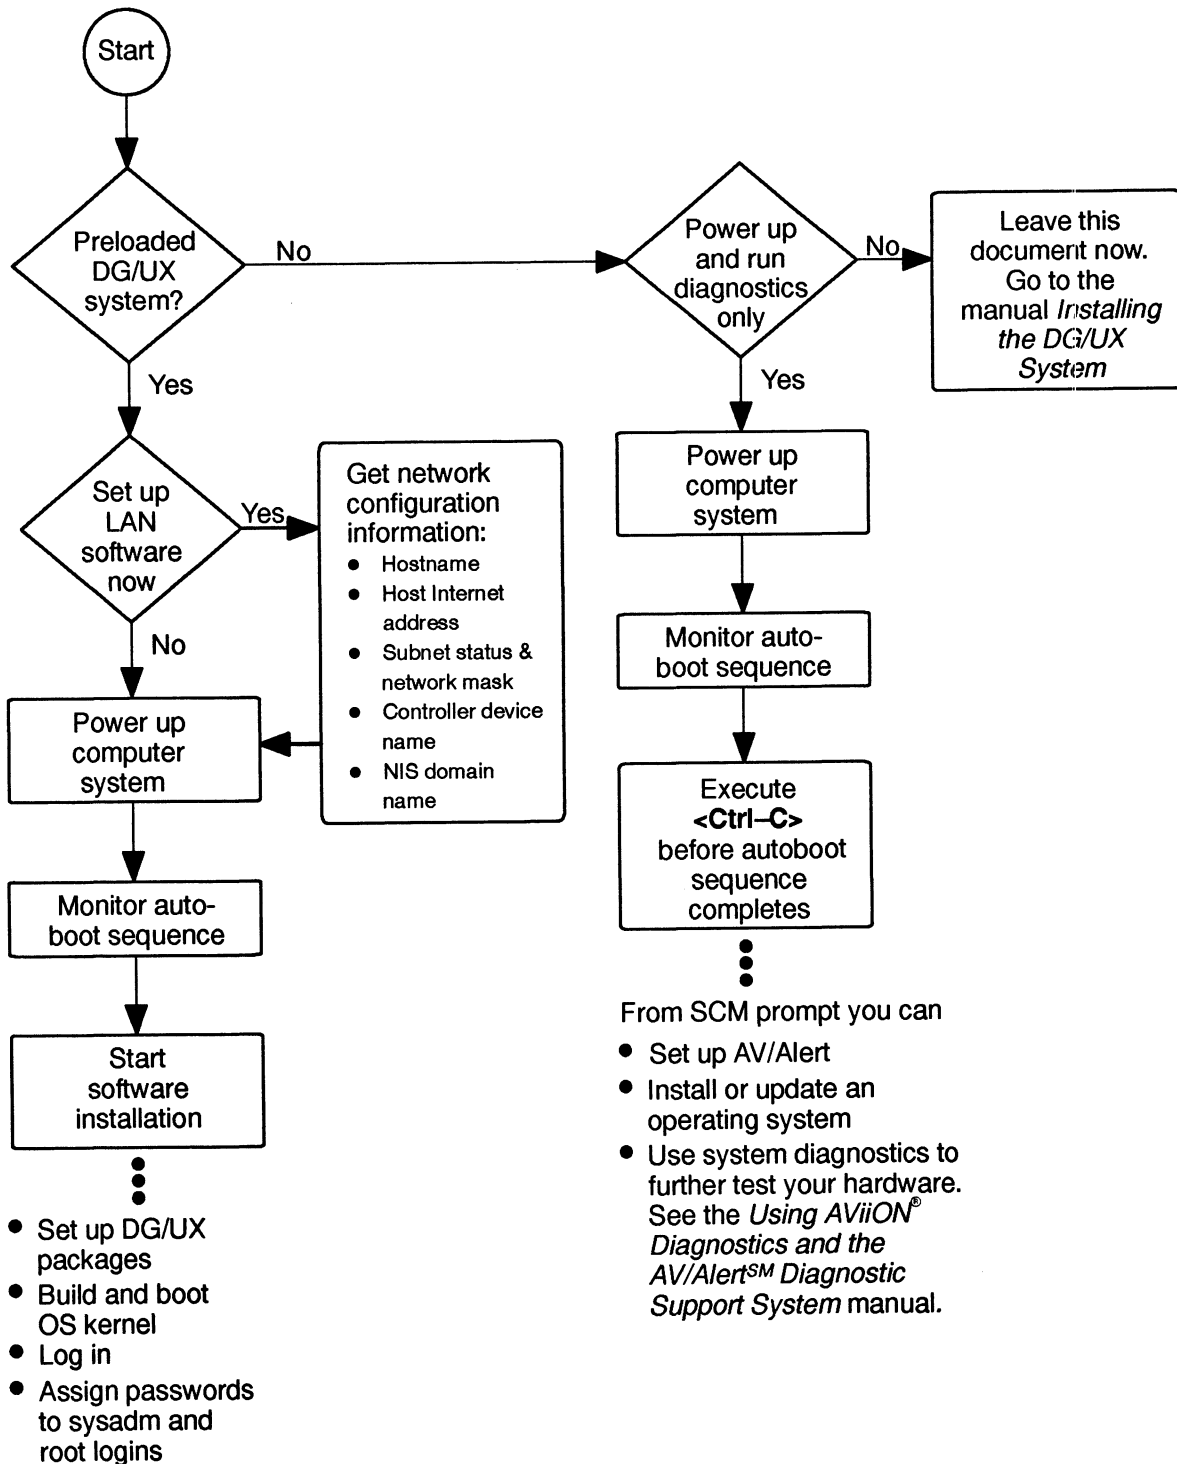 Start
Preloaded
DG/UX
system?
No
Power up
and run
diagnostics
only
No
Leave this
document now.
Go to the
manual Installing
the DG/UX
System
Yes
Yes
Set up
LAN
software
now
Yes
Get network
configuration
information:
● Hostname
● Host Internet
address
● Subnet status &
network mask
● Controller device
name
● NIS domain
name
No
Power up
computer
system
Monitor auto-
boot sequence
Start
software
installation
● Set up DG/UX
packages
● Build and boot
OS kernel
● Log in
● Assign passwords
to sysadm and
root logins
Power up
computer
system
Monitor auto-
boot sequence
Execute
<Ctrl–C>
before autoboot
sequence
completes
From SCM prompt you can
● Set up AV/Alert
● Install or update an
operating system
● Use system diagnostics to
further test your hardware.
See the Using AViiON®
Diagnostics and the
AV/Alert℠ Diagnostic
Support System manual.